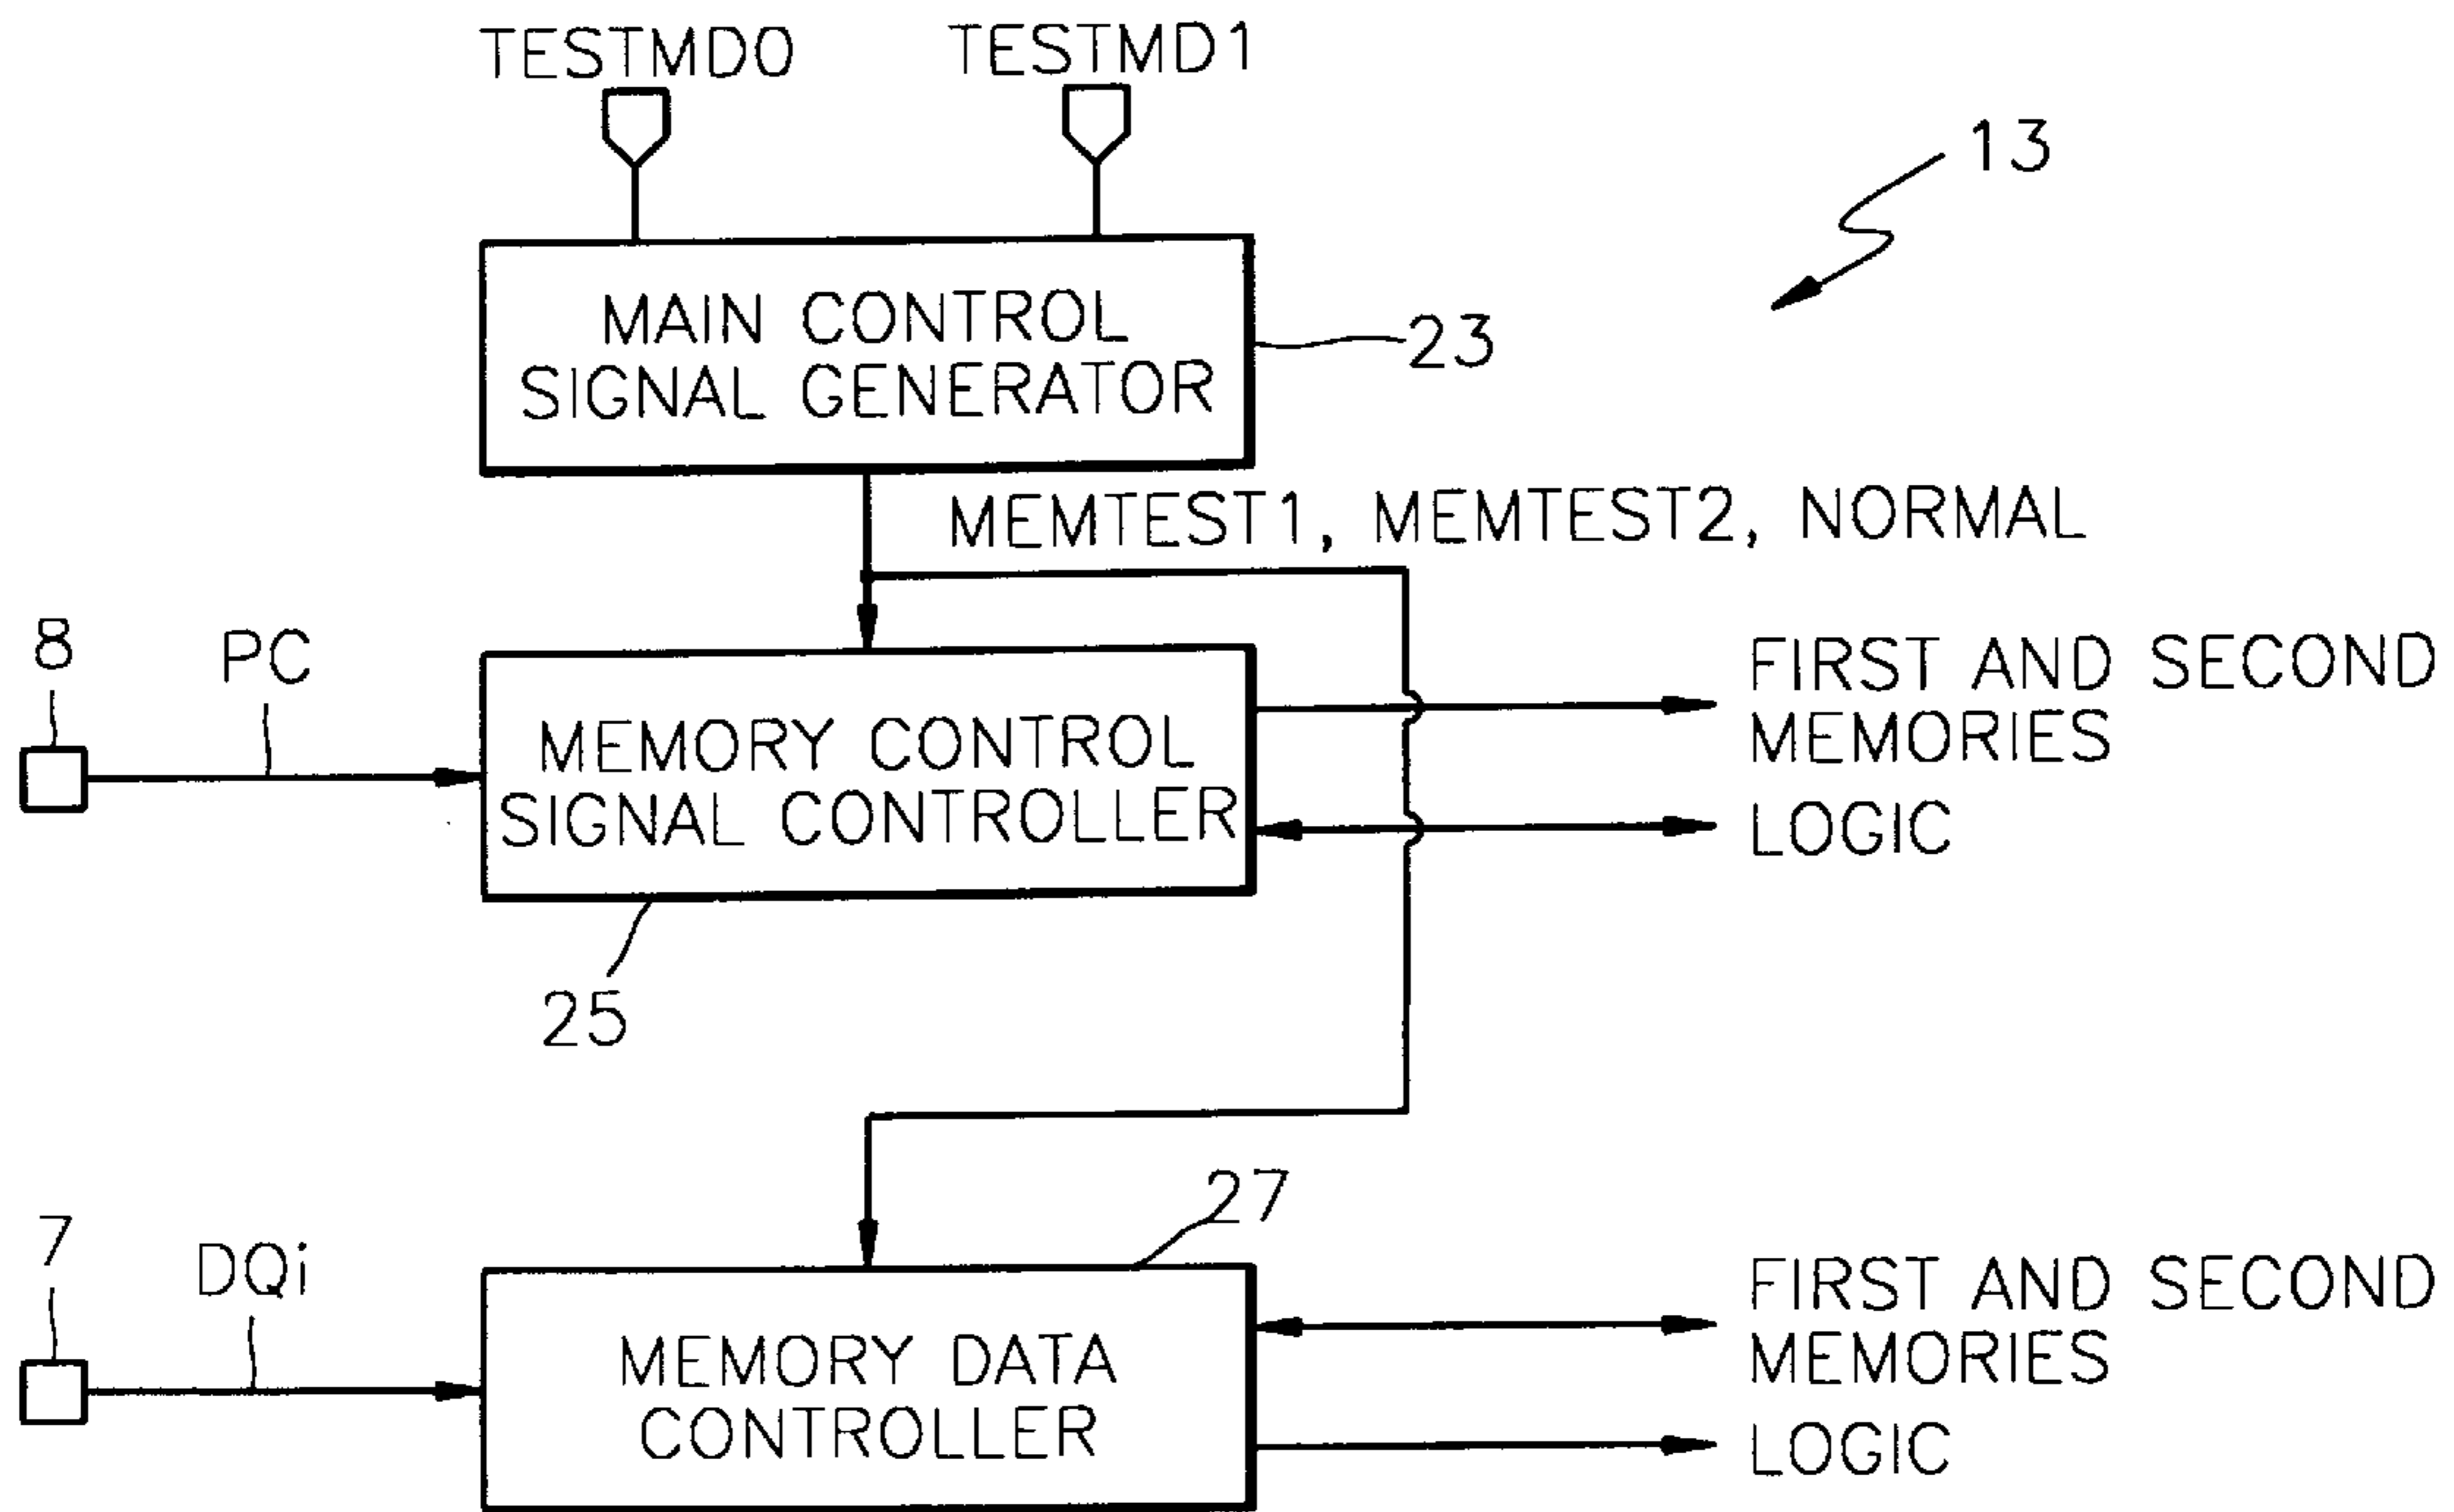 TESTMD0
TESTMD1
13
MAIN CONTROL
SIGNAL GENERATOR
23
MEMTEST1, MEMTEST2, NORMAL
8
PC
MEMORY CONTROL
SIGNAL CONTROLLER
FIRST AND SECOND
MEMORIES
LOGIC
25
27
7
DQi
MEMORY DATA
CONTROLLER
FIRST AND SECOND
MEMORIES
LOGIC